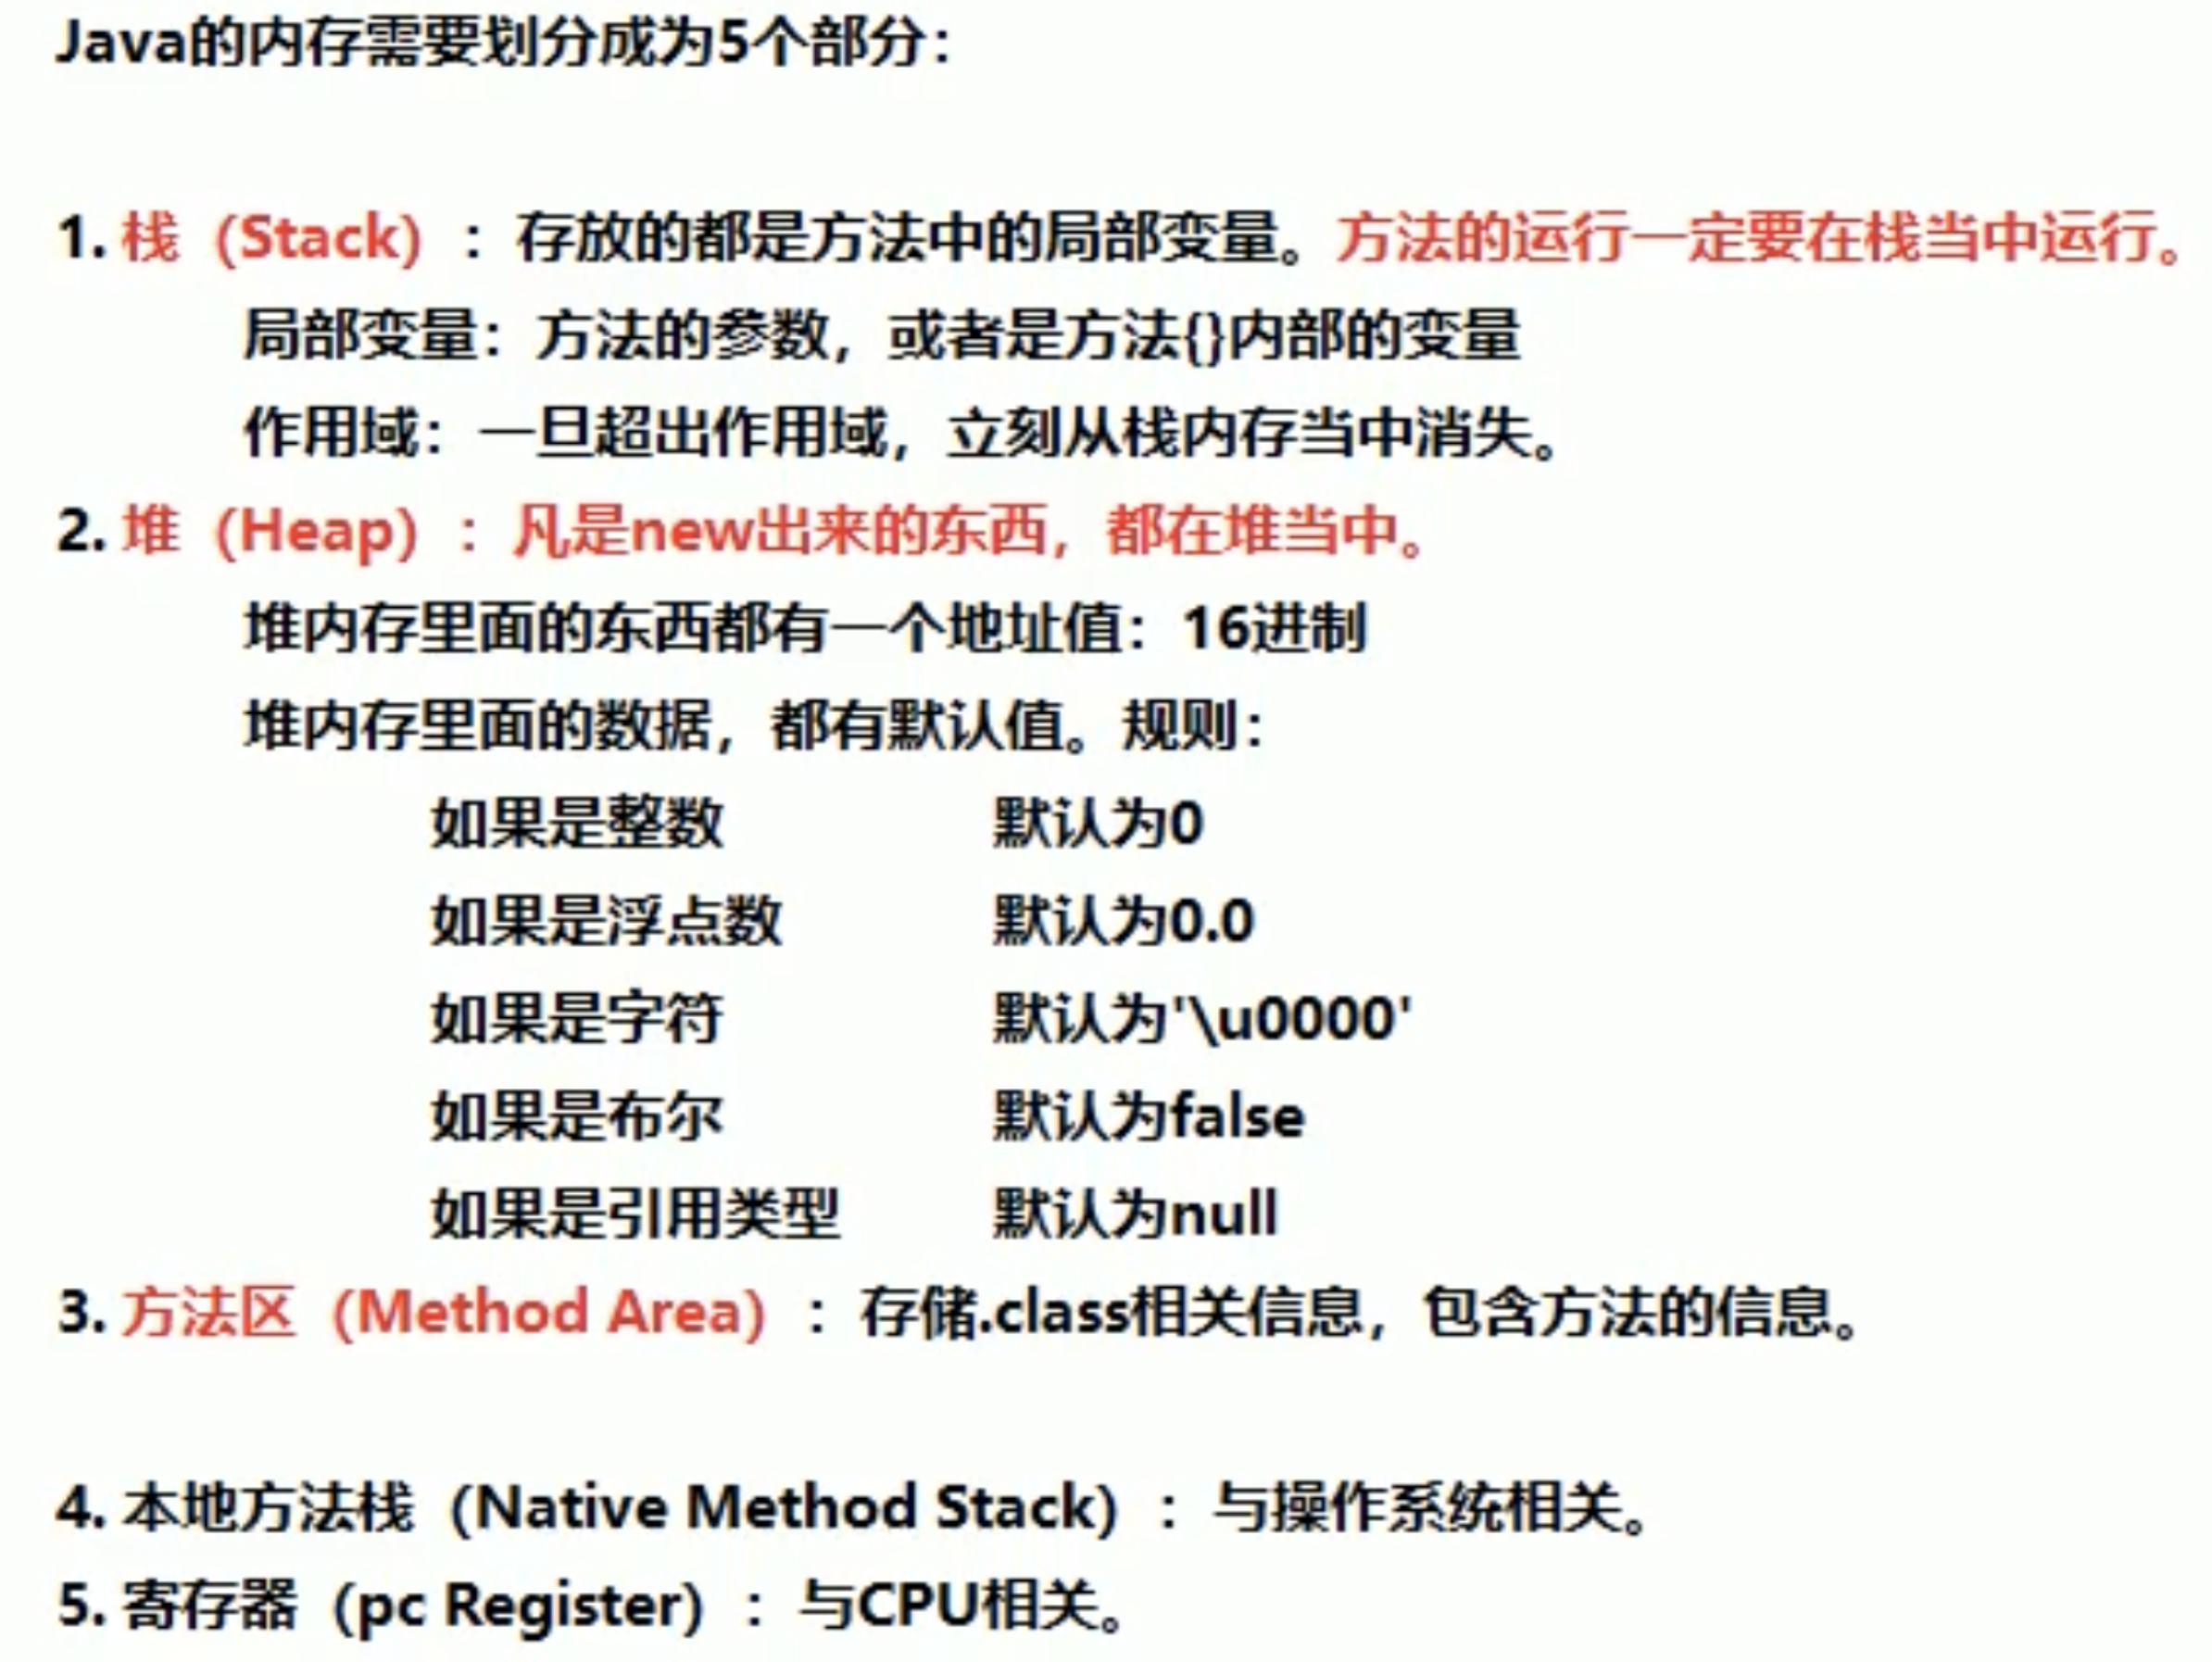 Java的内存需要划分成为5个部分：
1. 栈（Stack）：存放的都是方法中的局部变量。方法的运行一定要在栈当中运行。
局部变量：方法的参数，或者是方法{}内部的变量
作用域：一旦超出作用域，立刻从栈内存当中消失。
2. 堆（Heap）：凡是new出来的东西，都在堆当中。
堆内存里面的东西都有一个地址值：16进制
堆内存里面的数据，都有默认值。规则：
如果是整数 默认为0
如果是浮点数 默认为0.0
如果是字符 默认为'\u0000'
如果是布尔 默认为false
如果是引用类型 默认为null
3. 方法区（Method Area）：存储.class相关信息，包含方法的信息。
4. 本地方法栈（Native Method Stack）：与操作系统相关。
5. 寄存器（pc Register）：与CPU相关。